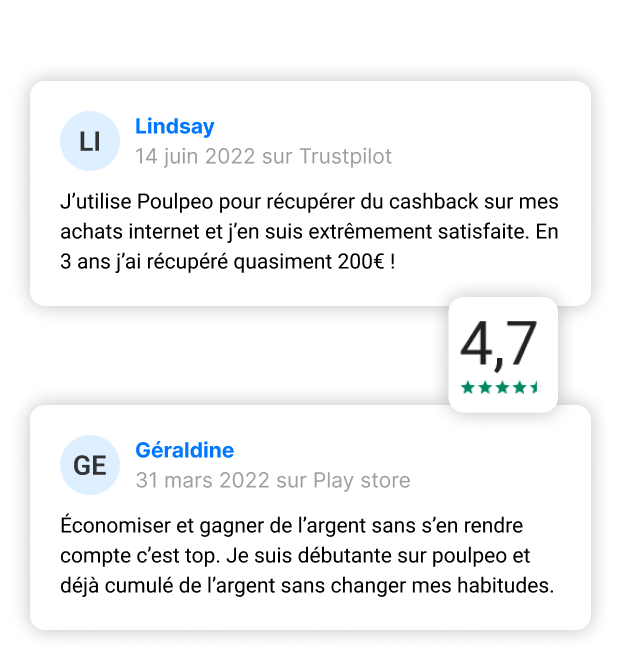 LI
Lindsay
14 juin 2022 sur Trustpilot
J’utilise Poulpeo pour récupérer du cashback sur mes
achats internet et j’en suis extrêmement satisfaite. En
3 ans j’ai récupéré quasiment 200€ !
4,7
GE
Géraldine
31 mars 2022 sur Play store
Économiser et gagner de l’argent sans s’en rendre
compte c’est top. Je suis débutante sur poulpeo et
déjà cumulé de l’argent sans changer mes habitudes.